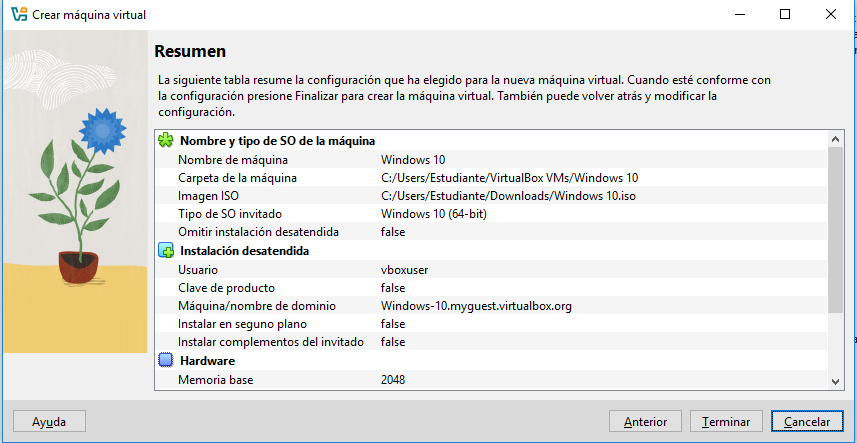 Crear máquina virtual
Resumen
La siguiente tabla resume la configuración que ha elegido para la nueva máquina virtual. Cuando esté conforme con
la configuración presione Finalizar para crear la máquina virtual. También puede volver atrás y modificar la
configuración.
Nombre y tipo de SO de la máquina
Nombre de máquina Windows 10
Carpeta de la máquina C:/Users/Estudiante/VirtualBox VMs/Windows 10
Imagen ISO C:/Users/Estudiante/Downloads/Windows 10.iso
Tipo de SO invitado Windows 10 (64-bit)
Omitir instalación desatendida false
Instalación desatendida
Usuario vboxuser
Clave de producto false
Máquina/nombre de dominio Windows-10.myguest.virtualbox.org
Instalar en seguno plano false
Instalar complementos del invitado false
Hardware
Memoria base 2048
Ayuda Anterior Terminar Cancelar